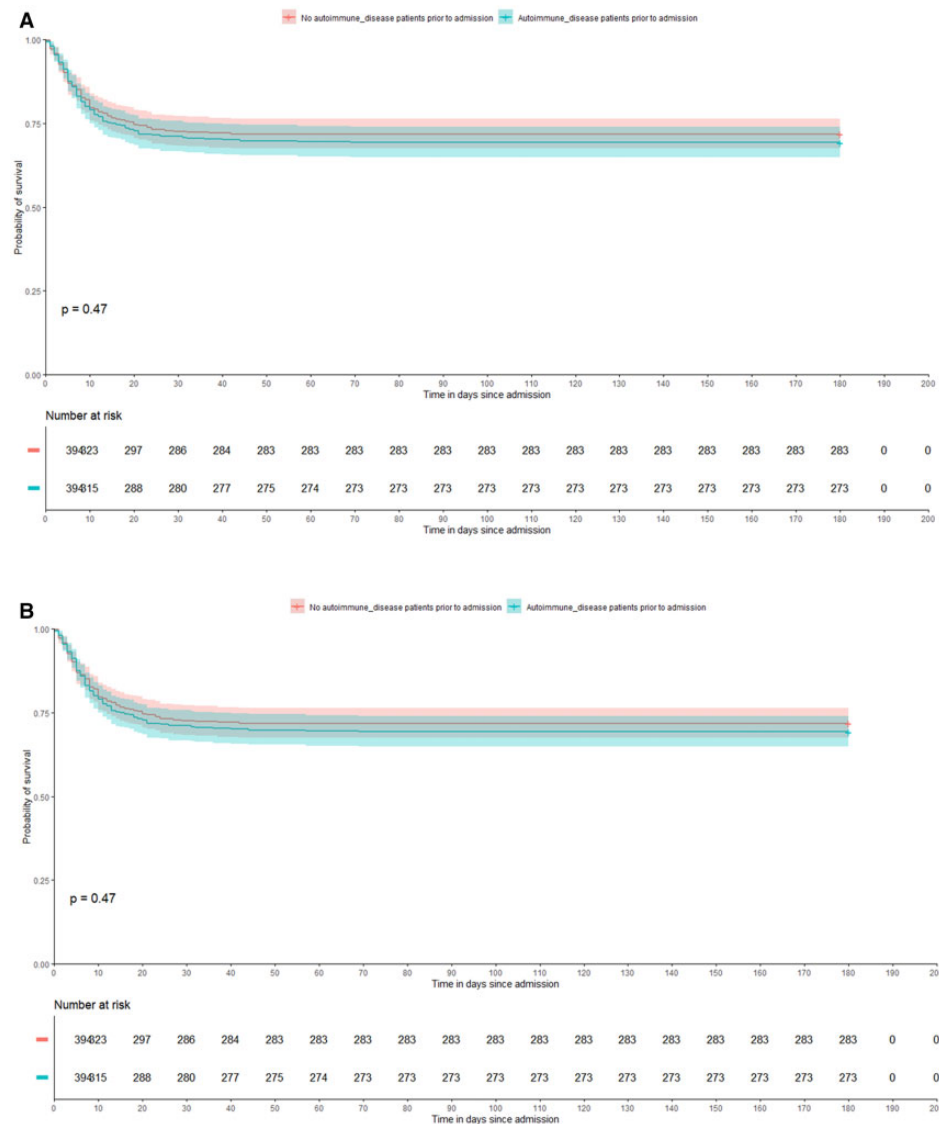 A
No autoimmune_disease patients prior to admission Autoimmune_disease patients prior to admission
1.00
0.75
0.50
0.25
0.00
Probability of survival
p = 0.47
0 10 20 30 40 50 60 70 80 90 100 110 120 130 140 150 160 170 180 190 200
Time in days since admission
Number at risk
394 323 297 286 284 283 283 283 283 283 283 283 283 283 283 283 283 283 283 0 0
394 315 288 280 277 275 274 273 273 273 273 273 273 273 273 273 273 273 273 0 0
0 10 20 30 40 50 60 70 80 90 100 110 120 130 140 150 160 170 180 190 200
Time in days since admission
B
No autoimmune_disease patients prior to admission Autoimmune_disease patients prior to admission
1.00
0.75
0.50
0.25
0.00
Probability of survival
p = 0.47
0 10 20 30 40 50 60 70 80 90 100 110 120 130 140 150 160 170 180 190 200
Time in days since admission
Number at risk
394 323 297 286 284 283 283 283 283 283 283 283 283 283 283 283 283 283 283 0 0
394 315 288 280 277 275 274 273 273 273 273 273 273 273 273 273 273 273 273 0 0
0 10 20 30 40 50 60 70 80 90 100 110 120 130 140 150 160 170 180 190 200
Time in days since admission